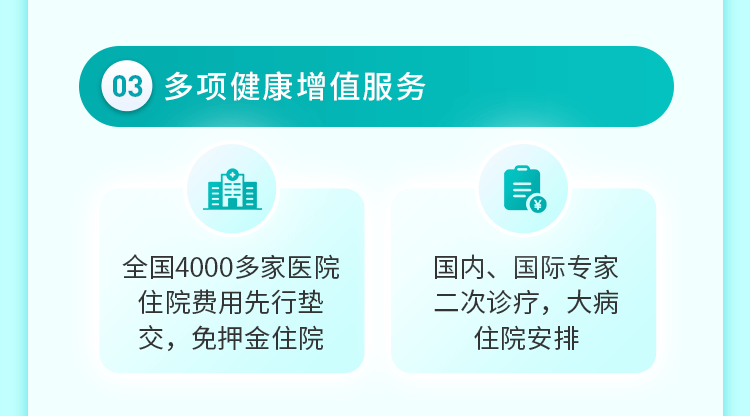 03 多项健康增值服务
全国4000多家医院
住院费用先行垫
交，免押金住院
¥
国内、国际专家
二次诊疗，大病
住院安排